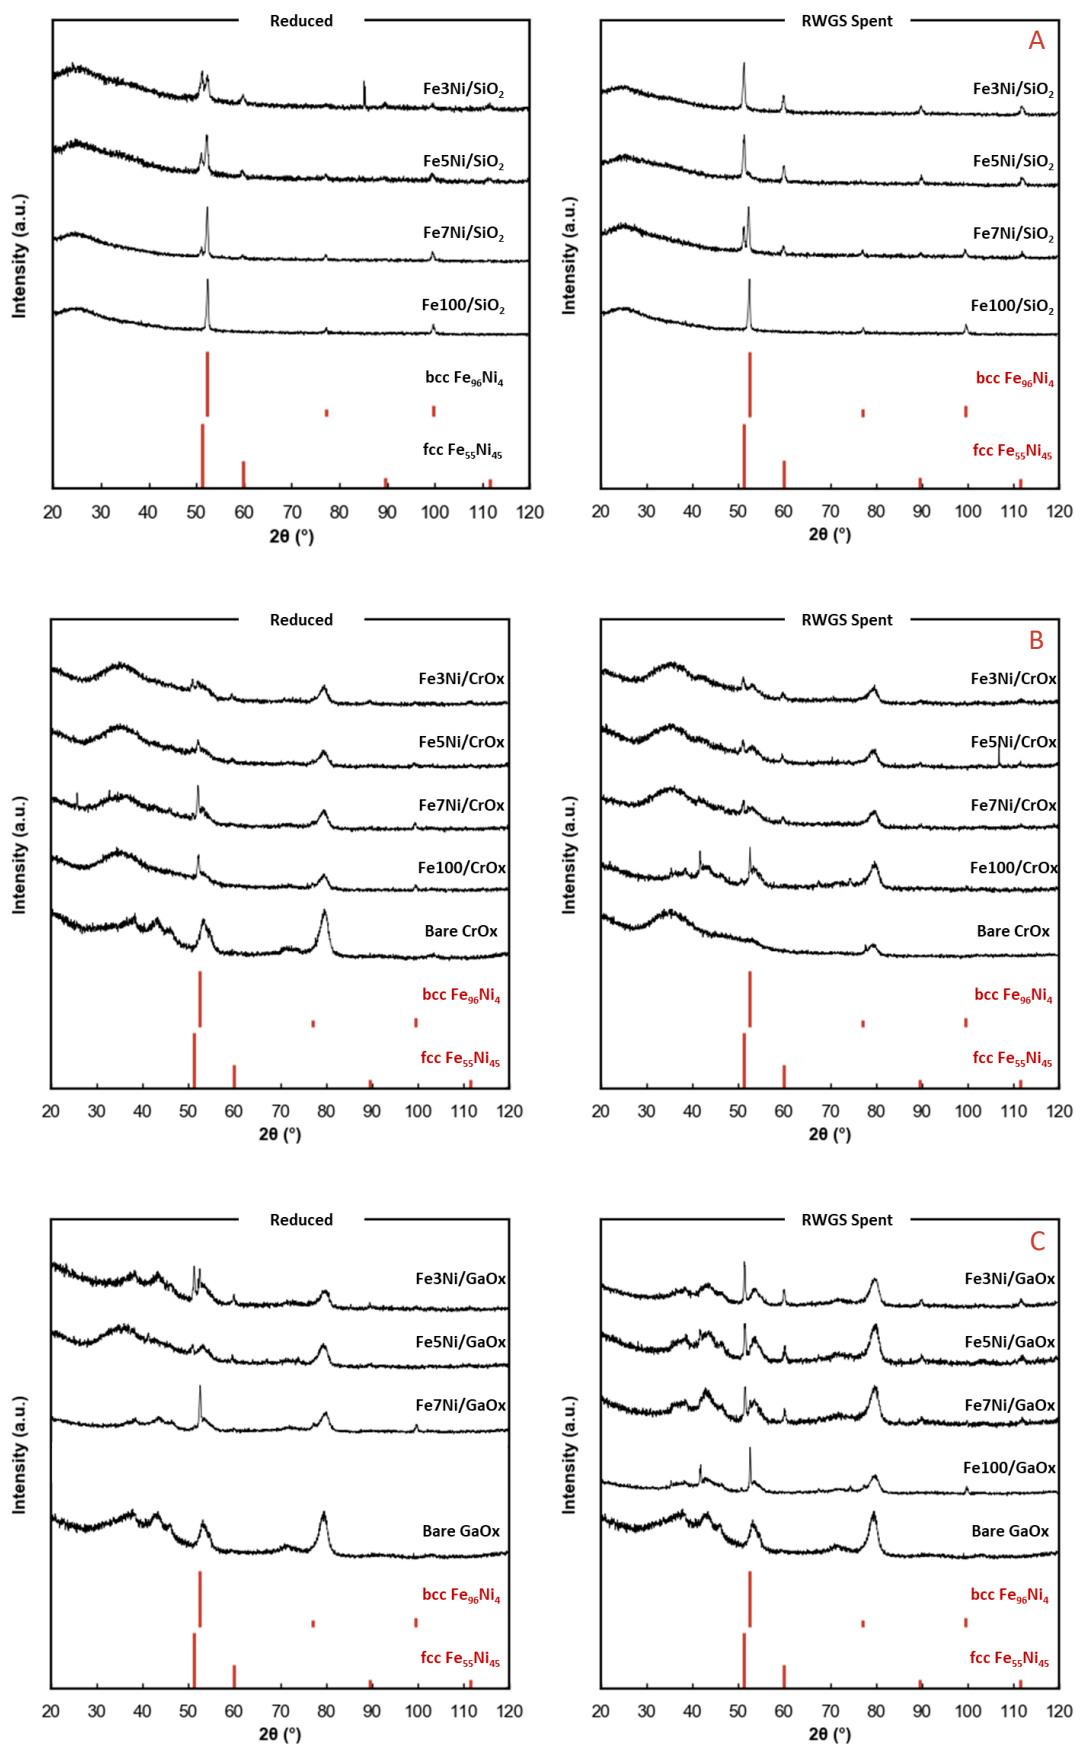 Reduced
Intensity (a.u.)
Fe3Ni/SiO2
Fe5Ni/SiO2
Fe7Ni/SiO2
Fe100/SiO2
bcc Fe96Ni4
fcc Fe55Ni45
20 30 40 50 60 70 80 90 100 110 120
2θ (°)
RWGS Spent
A
Intensity (a.u.)
Fe3Ni/SiO2
Fe5Ni/SiO2
Fe7Ni/SiO2
Fe100/SiO2
bcc Fe96Ni4
fcc Fe55Ni45
20 30 40 50 60 70 80 90 100 110 120
2θ (°)
Reduced
Intensity (a.u.)
Fe3Ni/CrOx
Fe5Ni/CrOx
Fe7Ni/CrOx
Fe100/CrOx
Bare CrOx
bcc Fe96Ni4
fcc Fe55Ni45
20 30 40 50 60 70 80 90 100 110 120
2θ (°)
RWGS Spent
B
Intensity (a.u.)
Fe3Ni/CrOx
Fe5Ni/CrOx
Fe7Ni/CrOx
Fe100/CrOx
Bare CrOx
bcc Fe96Ni4
fcc Fe55Ni45
20 30 40 50 60 70 80 90 100 110 120
2θ (°)
Reduced
Intensity (a.u.)
Fe3Ni/GaOx
Fe5Ni/GaOx
Fe7Ni/GaOx
Bare GaOx
bcc Fe96Ni4
fcc Fe55Ni45
20 30 40 50 60 70 80 90 100 110 120
2θ (°)
RWGS Spent
C
Intensity (a.u.)
Fe3Ni/GaOx
Fe5Ni/GaOx
Fe7Ni/GaOx
Fe100/GaOx
Bare GaOx
bcc Fe96Ni4
fcc Fe55Ni45
20 30 40 50 60 70 80 90 100 110 120
2θ (°)